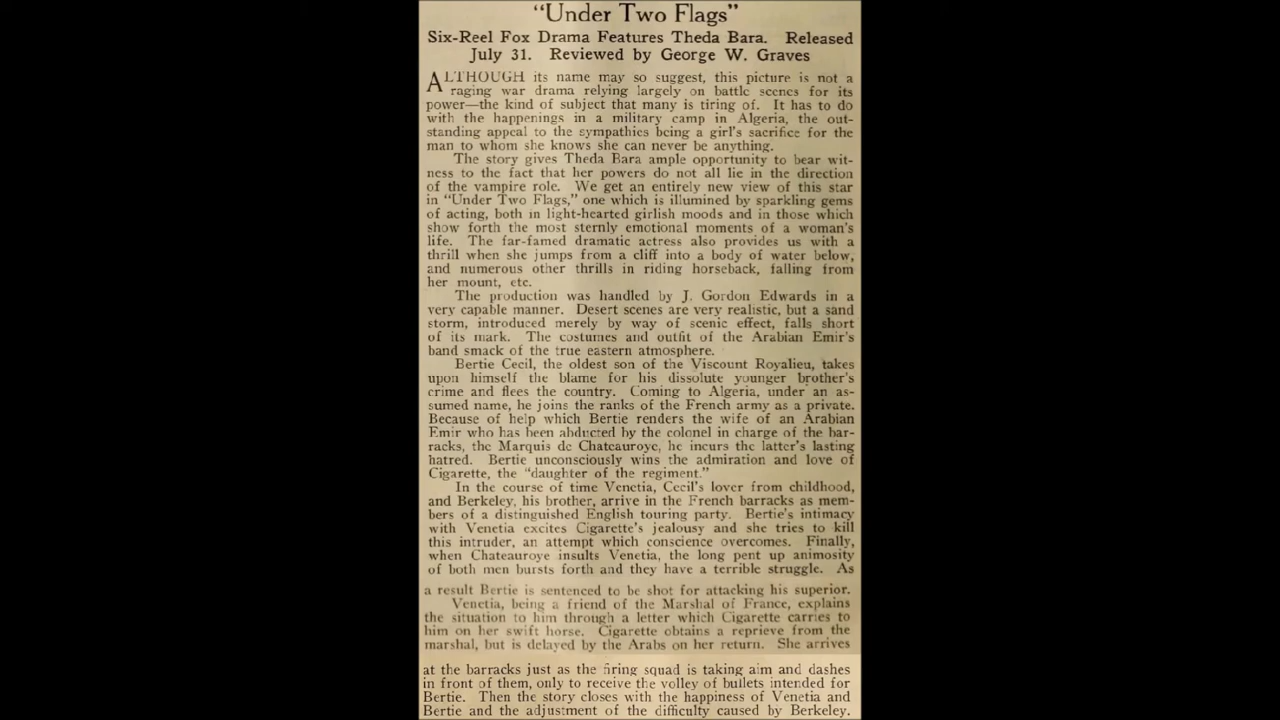 “Under Two Flags”
Six-Reel Fox Drama Features Theda Bara. Released
July 31. Reviewed by George W. Graves
ALTHOUGH its name may so suggest, this picture is not a
raging war drama relying largely on battle scenes for its
power—the kind of subject that many is tiring of. It has to do
with the happenings in a military camp in Algeria, the out-
standing appeal to the sympathies being a girl's sacrifice for the
man to whom she knows she can never be anything.
The story gives Theda Bara ample opportunity to bear wit-
ness to the fact that her powers do not all lie in the direction
of the vampire role. We get an entirely new view of this star
in “Under Two Flags,” one which is illumined by sparkling gems
of acting, both in light-hearted girlish moods and in those which
show forth the most sternly emotional moments of a woman's
life. The far-famed dramatic actress also provides us with a
thrill when she jumps from a cliff into a body of water below,
and numerous other thrills in riding horseback, falling from
her mount, etc.
The production was handled by J. Gordon Edwards in a
very capable manner. Desert scenes are very realistic, but a sand
storm, introduced merely by way of scenic effect, falls short
of its mark. The costumes and outfit of the Arabian Emir's
band smack of the true eastern atmosphere.
Bertie Cecil, the oldest son of the Viscount Royalieu, takes
upon himself the blame for his dissolute younger brother's
crime and flees the country. Coming to Algeria, under an as-
sumed name, he joins the ranks of the French army as a private.
Because of help which Bertie renders the wife of an Arabian
Emir who has been abducted by the colonel in charge of the bar-
racks, the Marquis de Chateauroye, he incurs the latter's lasting
hatred. Bertie unconsciously wins the admiration and love of
Cigarette, the “daughter of the regiment.”
In the course of time Venetia, Cecil's lover from childhood,
and Berkeley, his brother, arrive in the French barracks as mem-
bers of a distinguished English touring party. Bertie's intimacy
with Venetia excites Cigarette's jealousy and she tries to kill
this intruder, an attempt which conscience overcomes. Finally,
when Chateauroye insults Venetia, the long pent up animosity
of both men bursts forth and they have a terrible struggle. As
a result Bertie is sentenced to be shot for attacking his superior.
Venetia, being a friend of the Marshal of France, explains
the situation to him through a letter which Cigarette carries to
him on her swift horse. Cigarette obtains a reprieve from the
marshal, but is delayed by the Arabs on her return. She arrives
at the barracks just as the firing squad is taking aim and dashes
in front of them, only to receive the volley of bullets intended for
Bertie. Then the story closes with the happiness of Venetia and
Bertie and the adjustment of the difficulty caused by Berkeley.